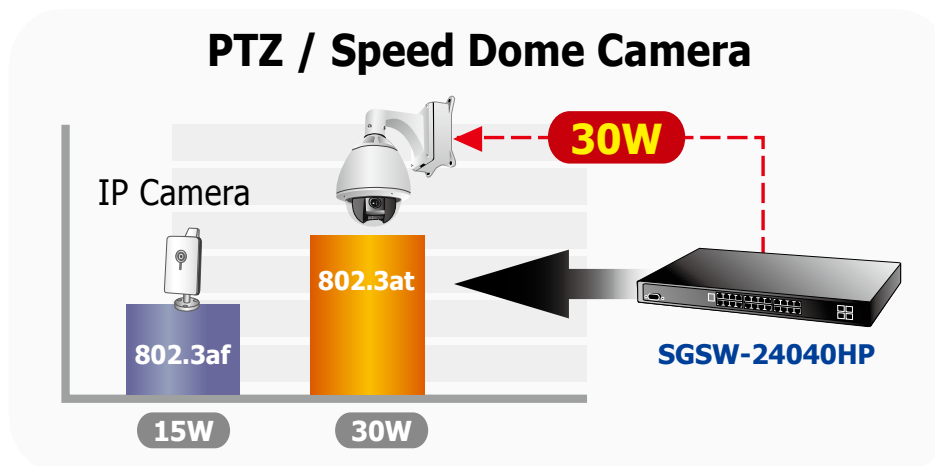 PTZ / Speed Dome Camera
30W
IP Camera
802.3at
802.3af
SGSW-24040HP
15W
30W